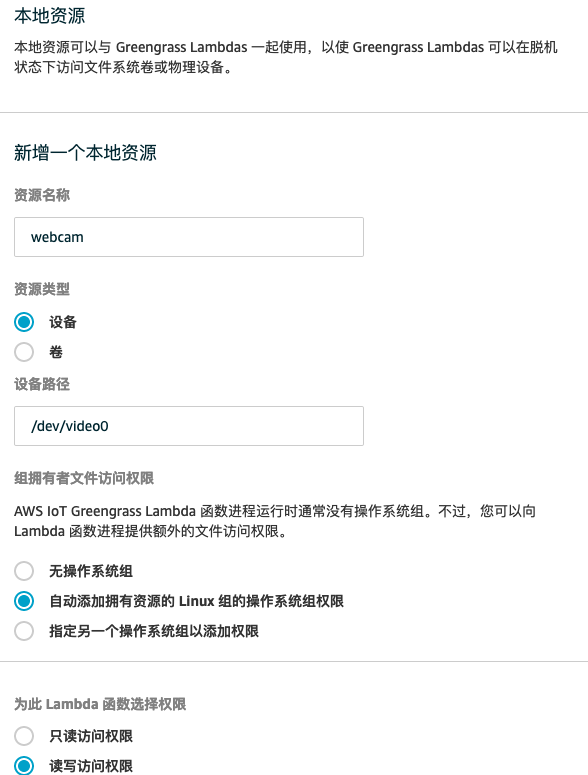 本地资源
本地资源可以与 Greengrass Lambdas 一起使用，以使 Greengrass Lambdas 可以在脱机
状态下访问文件系统卷或物理设备。
新增一个本地资源
资源名称
webcam
资源类型
设备
卷
设备路径
/dev/video0
组拥有者文件访问权限
AWS IoT Greengrass Lambda 函数进程运行时通常没有操作系统组。不过，您可以向
Lambda 函数进程提供额外的文件访问权限。
无操作系统组
自动添加拥有资源的 Linux 组的操作系统组权限
指定另一个操作系统组以添加权限
为此 Lambda 函数选择权限
只读访问权限
读写访问权限